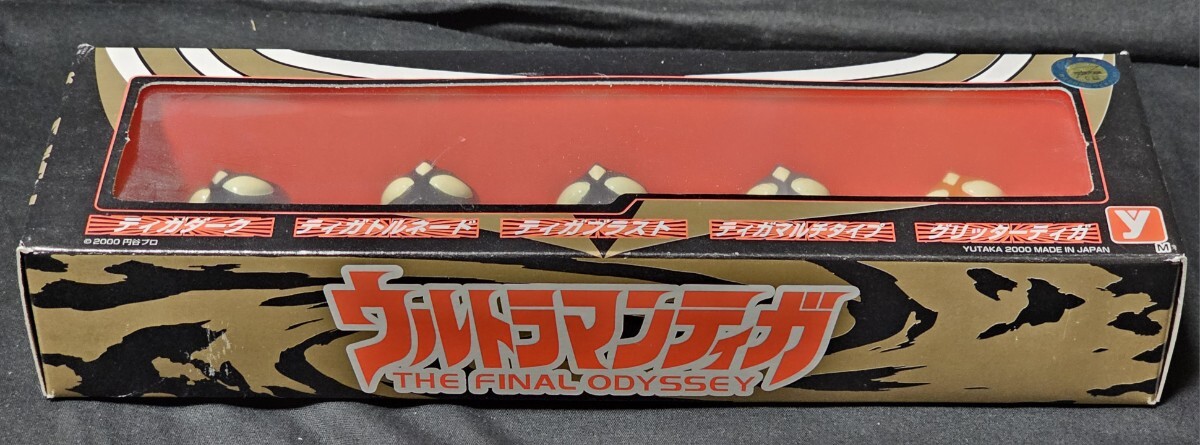 ティガダーク
ティガトルネード
ティガブラスト
ティガマルチタイプ
グリッターティガ
©2000 円谷プロ
YUTAKA 2000 MADE IN JAPAN
y
M
ウルトラマンティガ
THE FINAL ODYSSEY